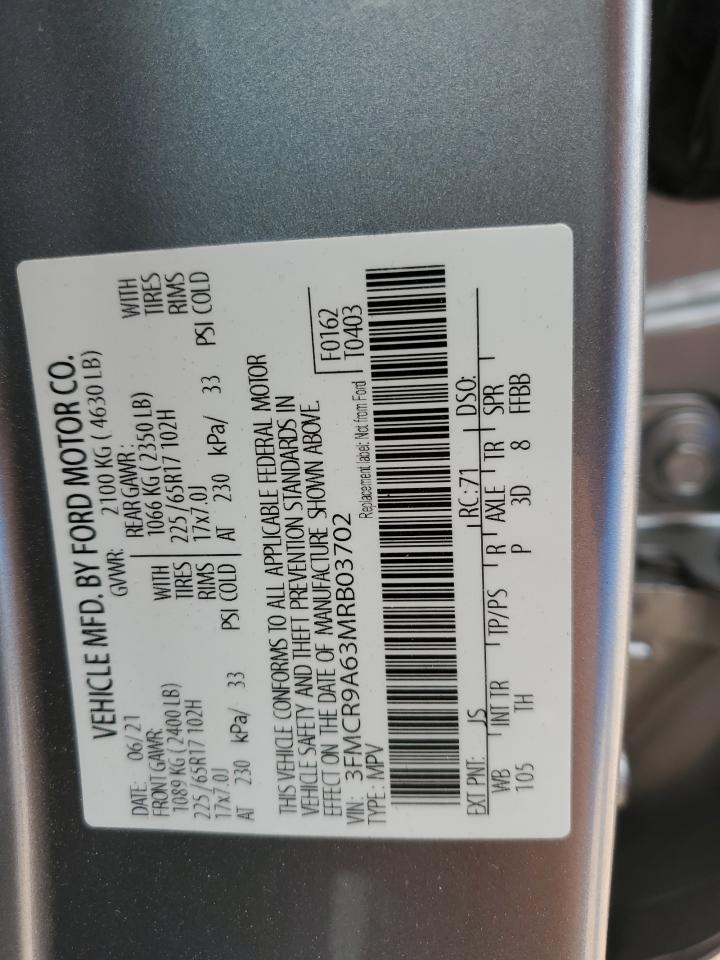 VEHICLE MFD. BY FORD MOTOR CO.
DATE: 06/21 GVWR: 2100 KG ( 4630 LB)
FRONT GAWR: REAR GAWR:
1089 KG (2400 LB) WITH 1066 KG (2350 LB) WITH
225 /65R17 102H TIRES 225 /65R17 102H TIRES
17x7.0J RIMS 17x7.0J RIMS
AT 230 kPa/ 33 PSI COLD AT 230 kPa/ 33 PSI COLD
THIS VEHICLE CONFORMS TO ALL APPLICABLE FEDERAL MOTOR
VEHICLE SAFETY AND THEFT PREVENTION STANDARDS IN
EFFECT ON THE DATE OF MANUFACTURE SHOWN ABOVE.
F0162
VIN: 3FMCR9A63MRB03702
T0403
TYPE: MPV Replacement label: Not from Ford
EXT PNT: JS RC: 71 DSO:
WB INT TR TP/PS R AXLE TR SPR
105 TH P 3D 8 FFBB